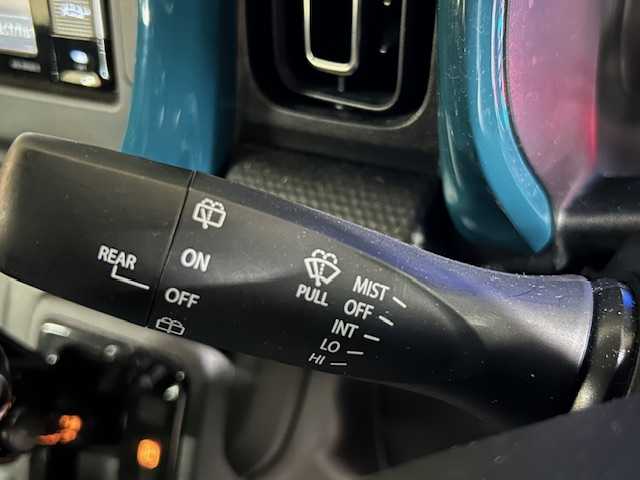 REAR
ON
OFF
PULL
MIST
OFF
INT
LO
HI